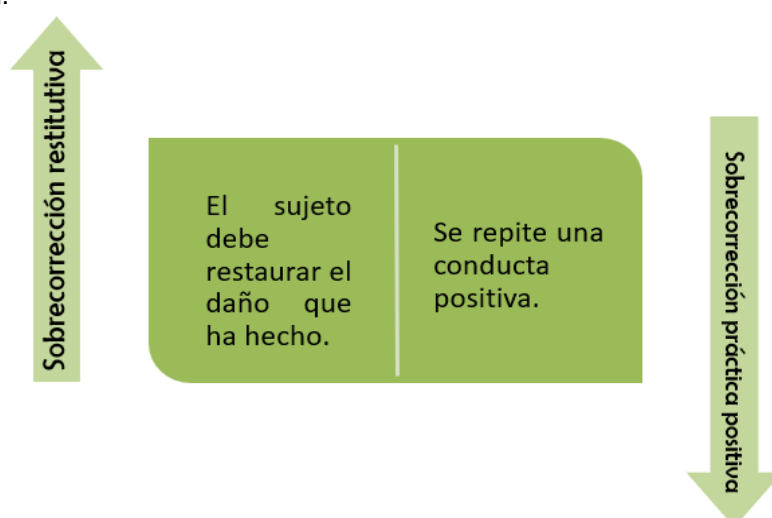 Sobrecorrección restitutiva
El sujeto
debe
restaurar el
daño que
ha hecho.
Se repite una
conducta
positiva.
Sobrecorrección práctica positiva